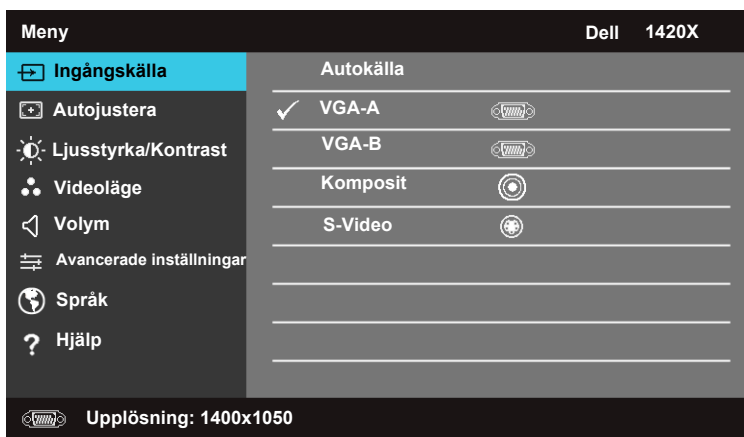 Meny Dell 1420X
Ingångskälla
Autojustera
Ljusstyrka/Kontrast
Videoläge
Volym
Avancerade inställningar
Språk
Hjälp
Autokälla
VGA-A
VGA-B
Komposit
S-Video
Upplösning: 1400x1050